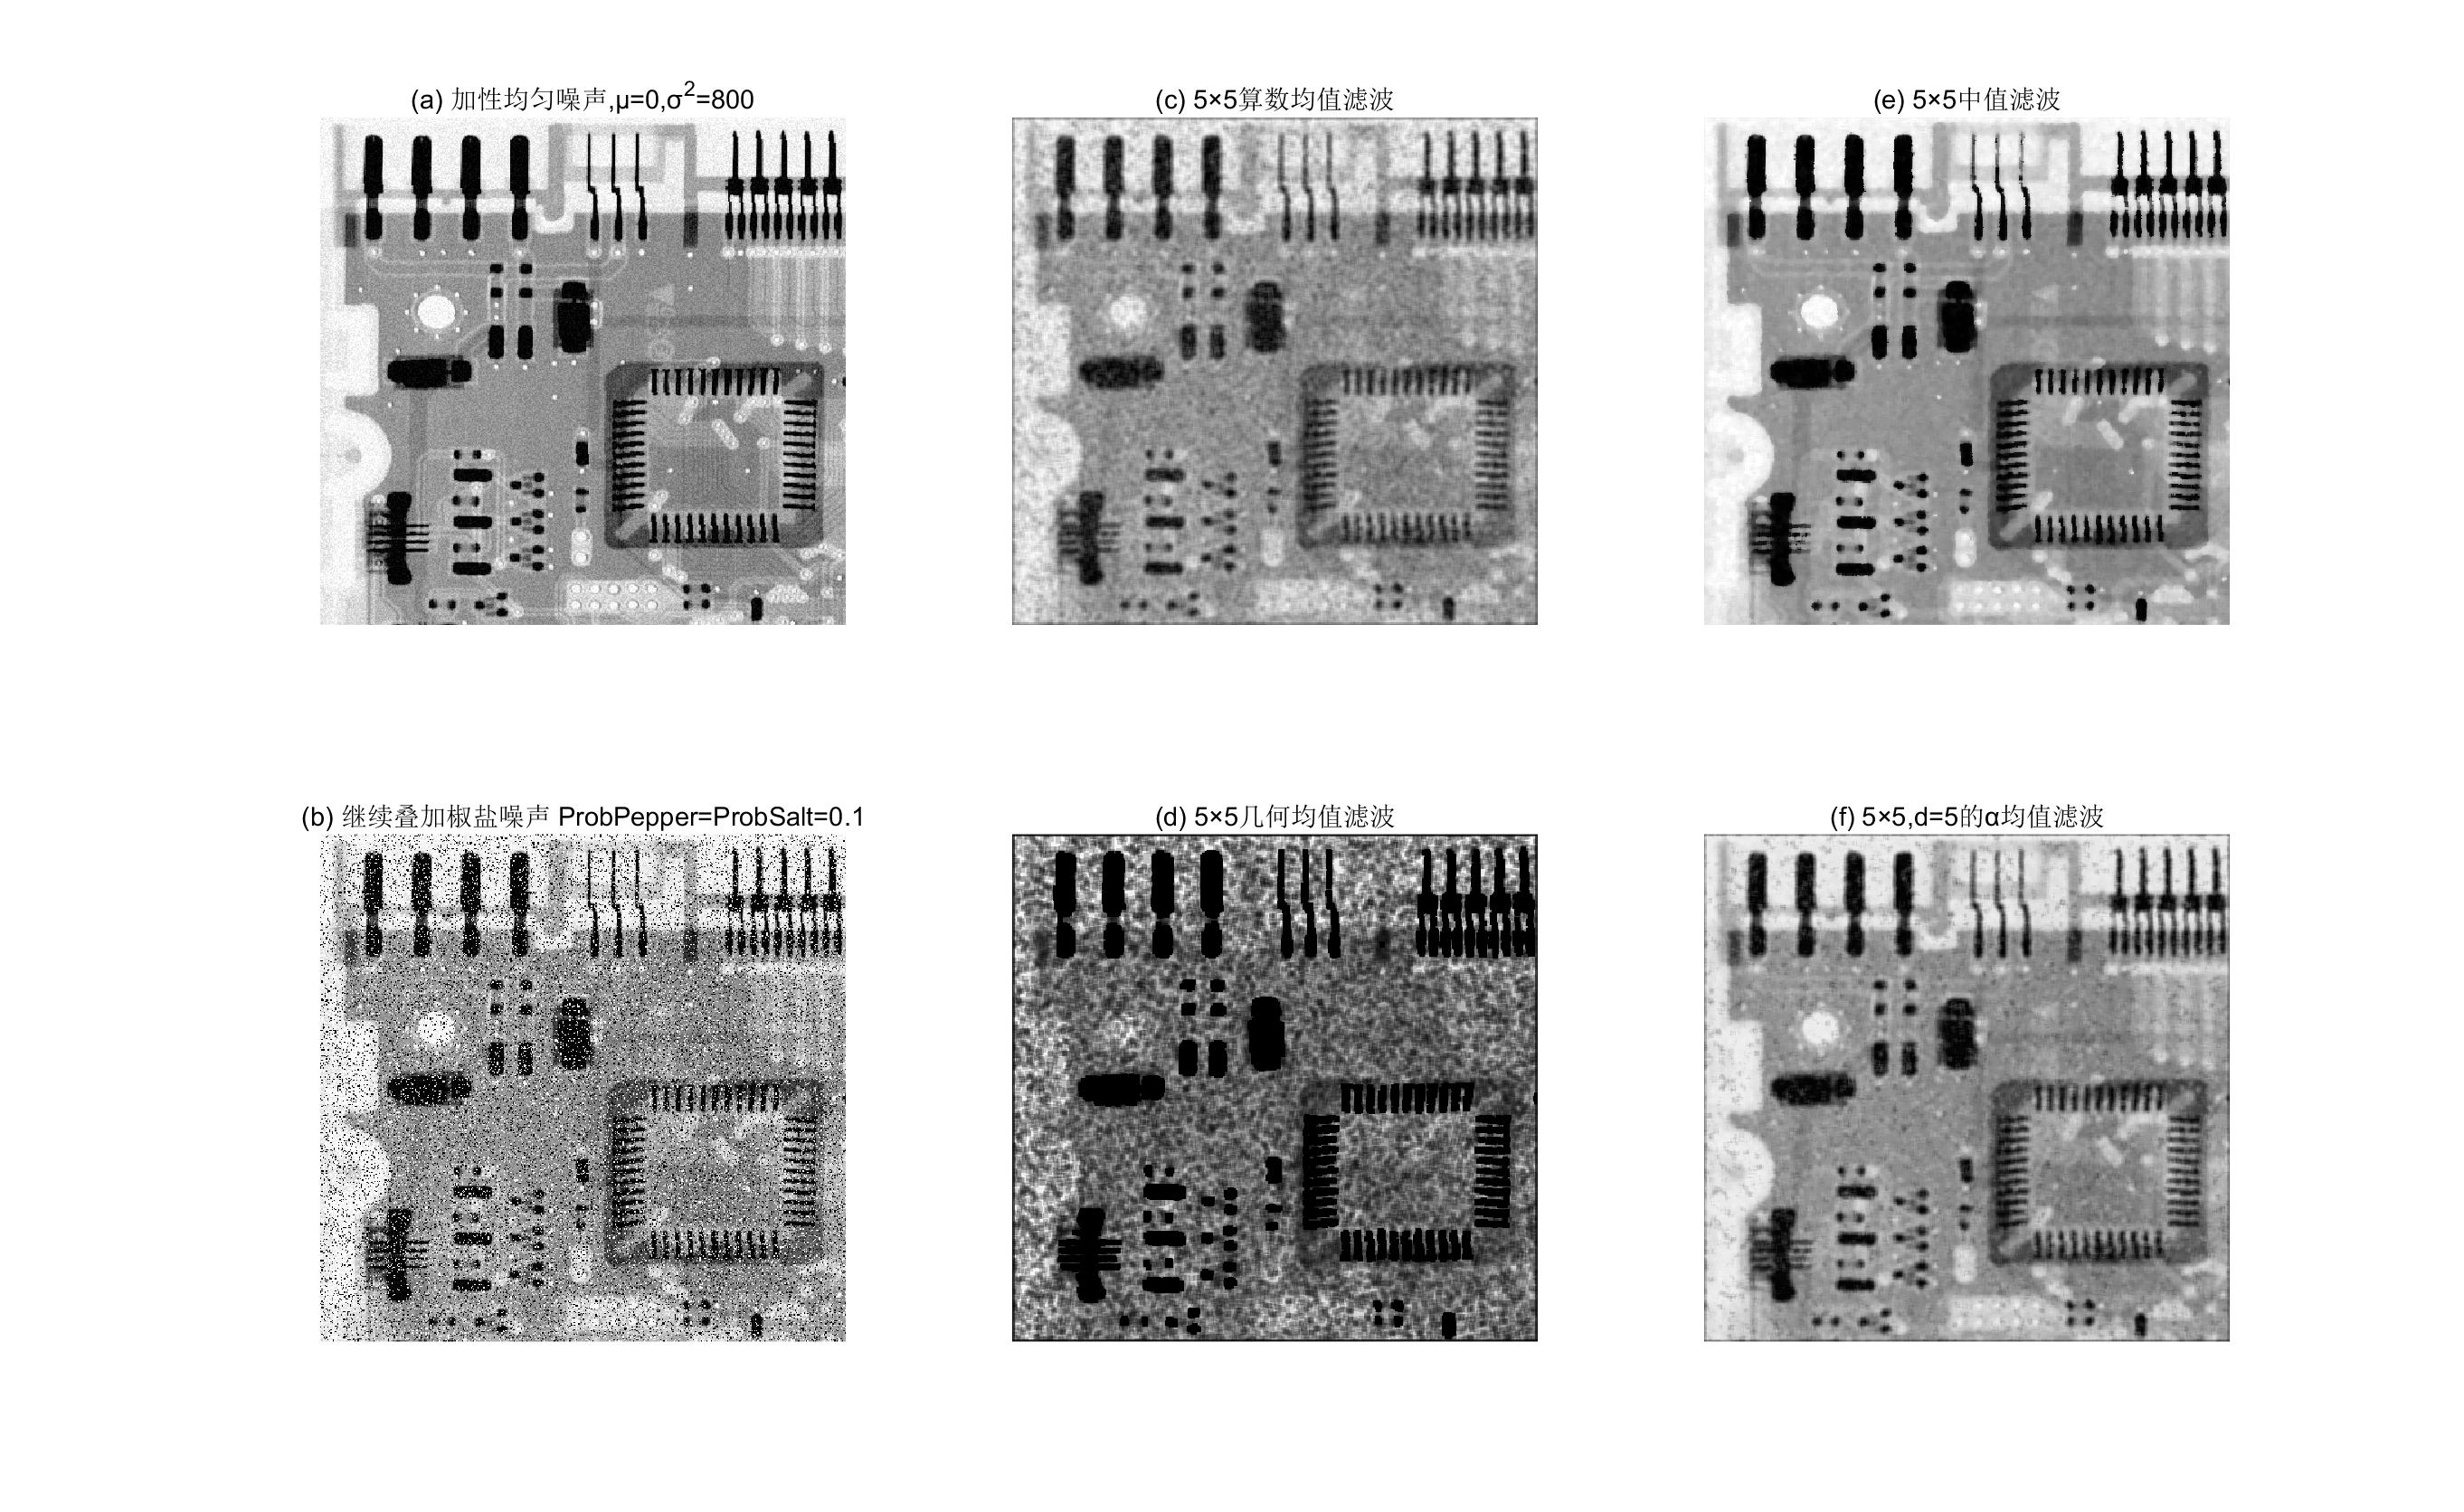 (a) 加性均匀噪声,μ=0,σ²=800
(c) 5×5算数均值滤波
(e) 5×5中值滤波
(b) 继续叠加椒盐噪声 ProbPepper=ProbSalt=0.1
(d) 5×5几何均值滤波
(f) 5×5,d=5的α均值滤波